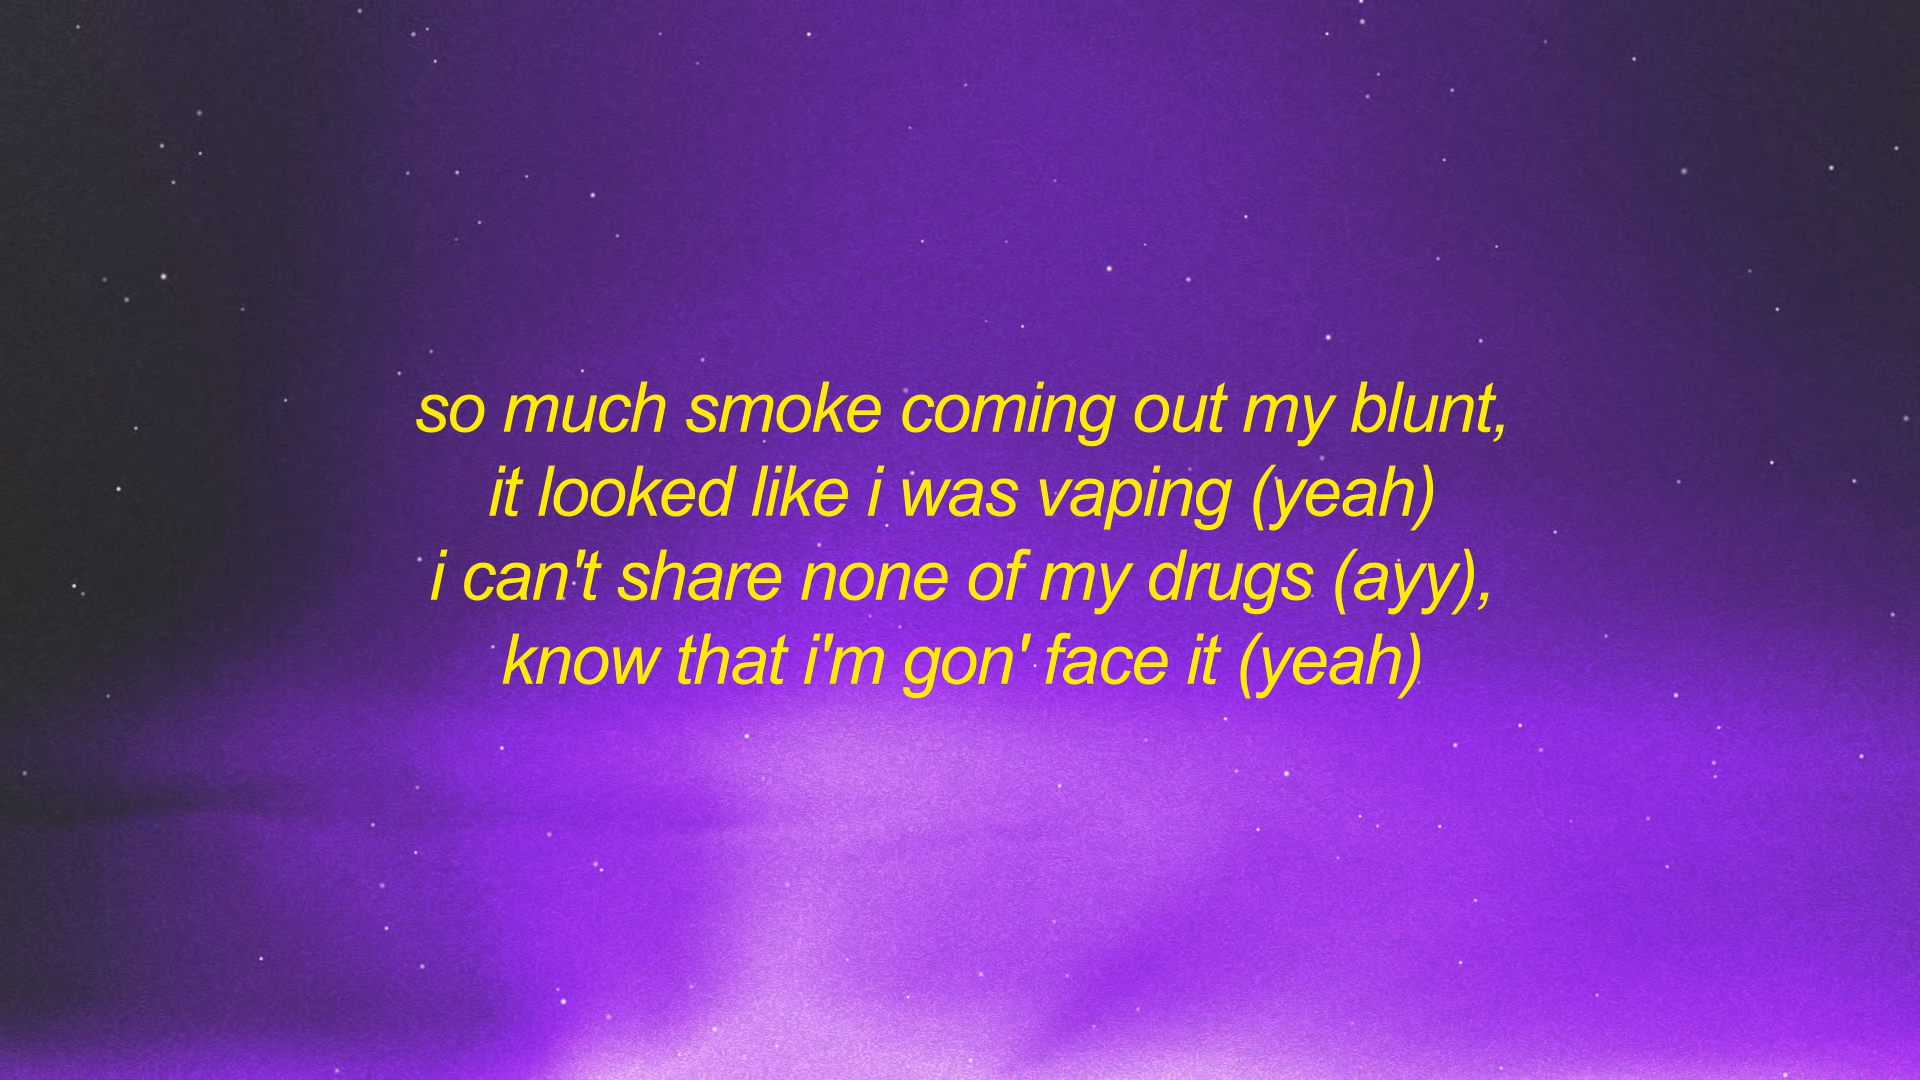 so much smoke coming out my blunt,
it looked like i was vaping (yeah)
i can't share none of my drugs (ayy),
know that i'm gon' face it (yeah)